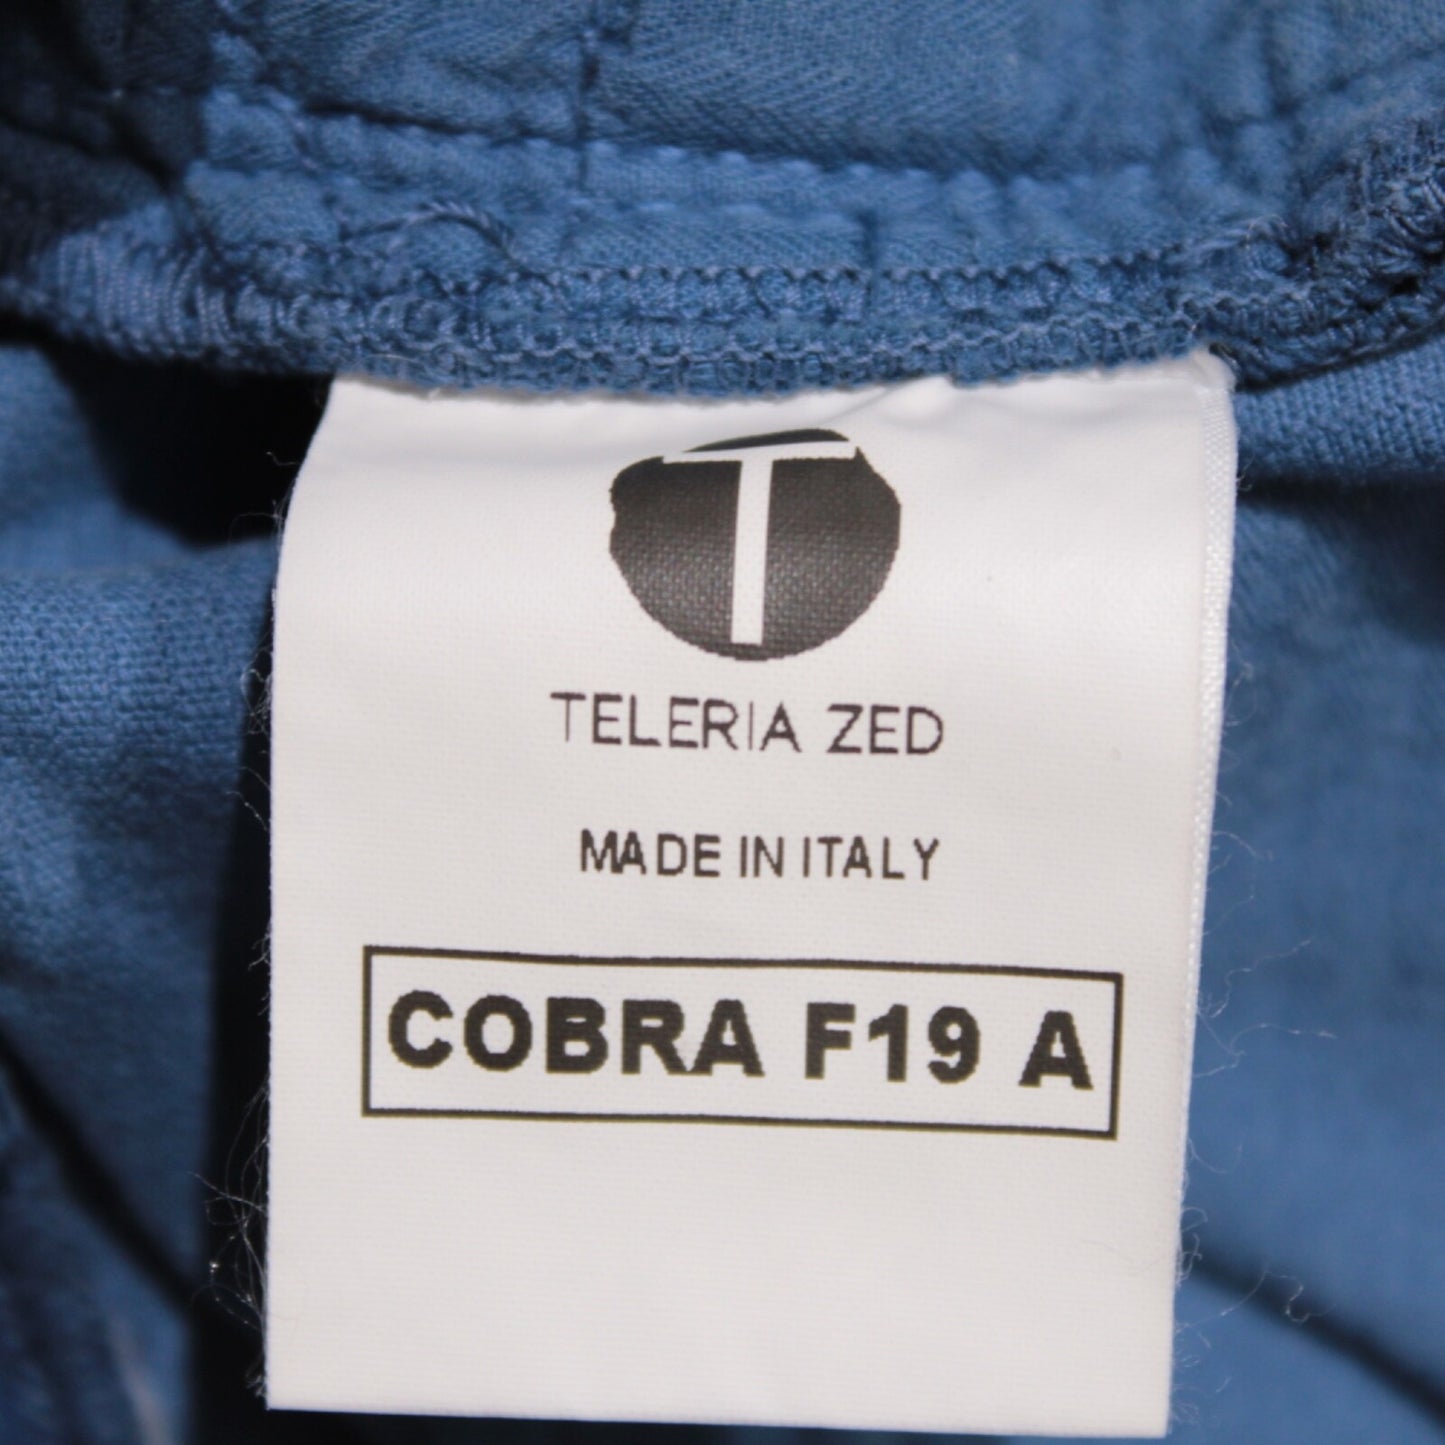 T
TELERIA ZED
MADE IN ITALY
COBRA F19 A